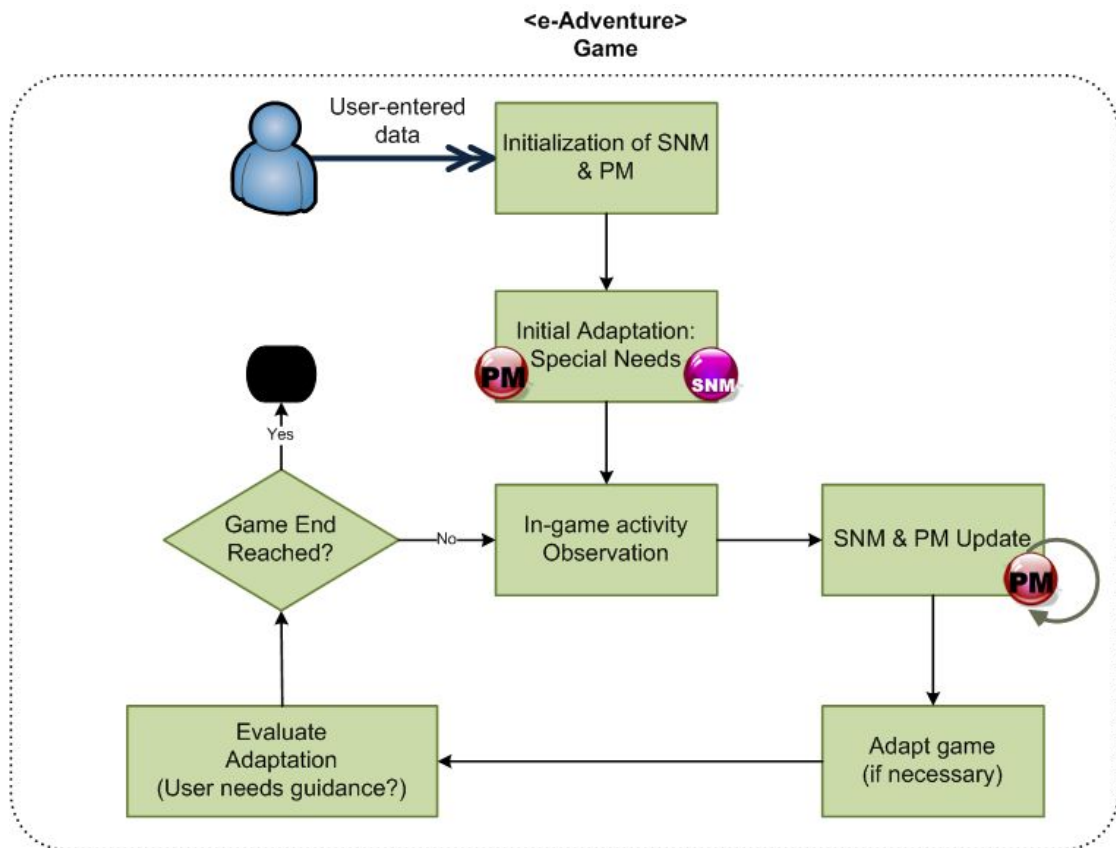 <e-Adventure>
Game
User-entered
data
Initialization of SNM
& PM
Initial Adaptation:
Special Needs
PM
SNM
Yes
Game End
Reached?
No
In-game activity
Observation
SNM & PM Update
PM
Evaluate
Adaptation
(User needs guidance?)
Adapt game
(if necessary)